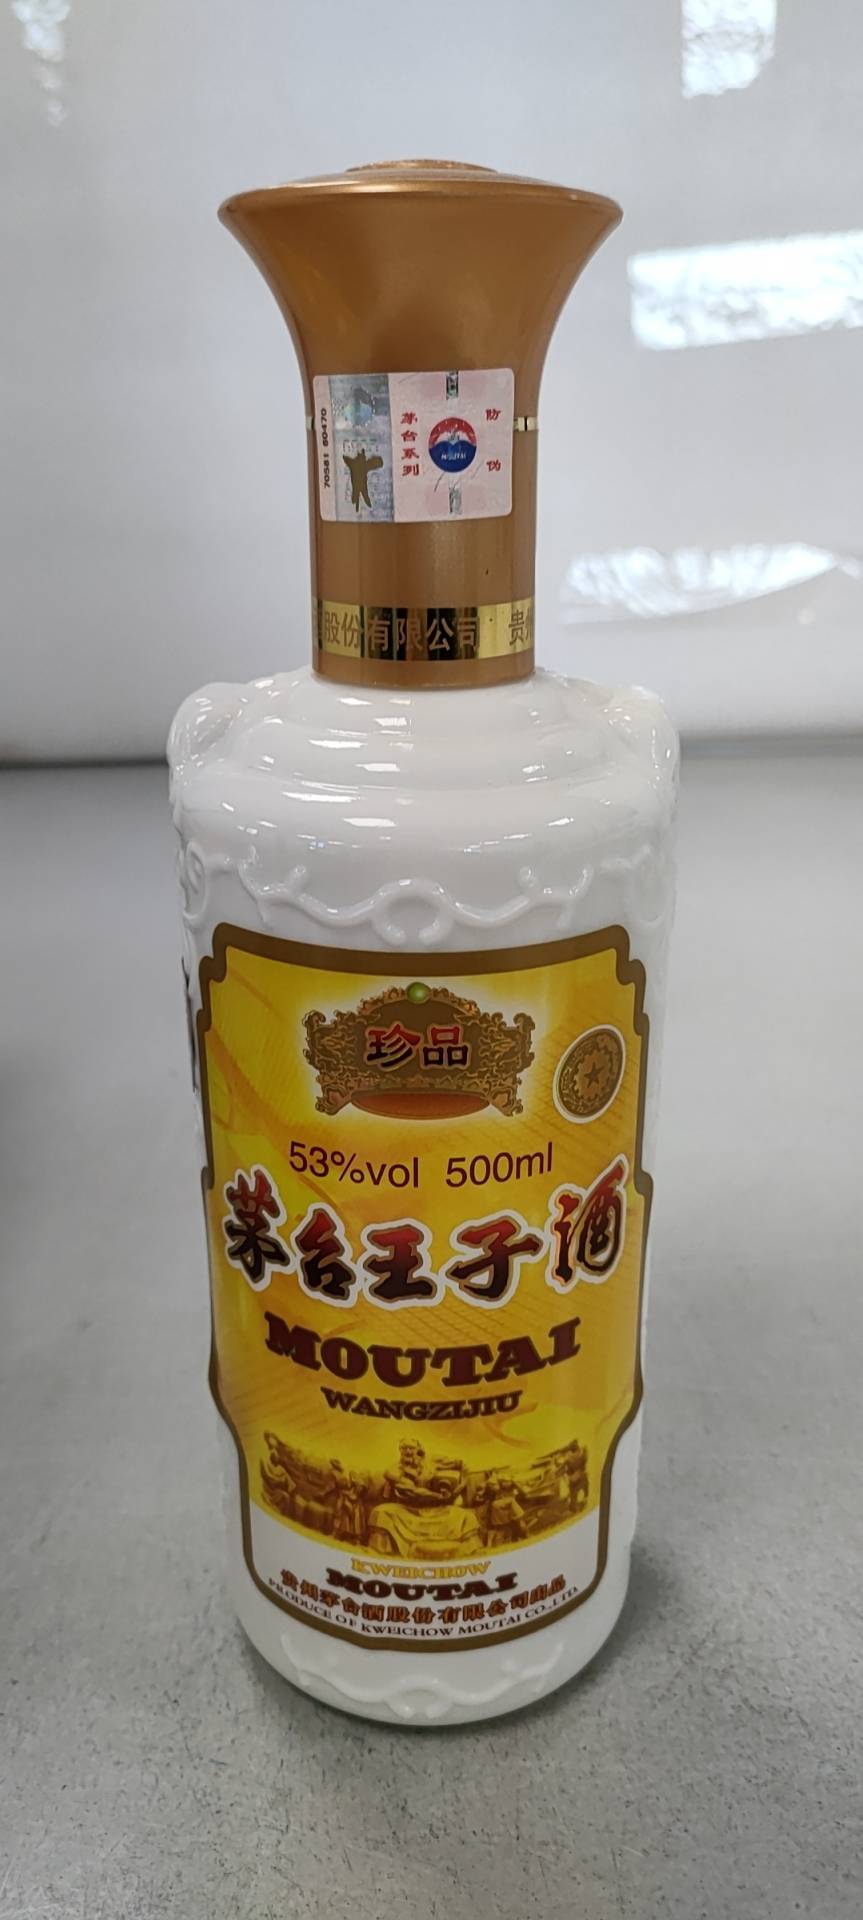 70581 80470
茅台系列
防伪
MOUTAI
股份有限公司 贵州
珍品
53%vol 500ml
茅台王子酒
MOUTAI
WANGZIJIU
KWEICHOW
MOUTAI
贵州茅台酒股份有限公司出品
PRODUCE OF KWEICHOW MOUTAI CO.,LTD.